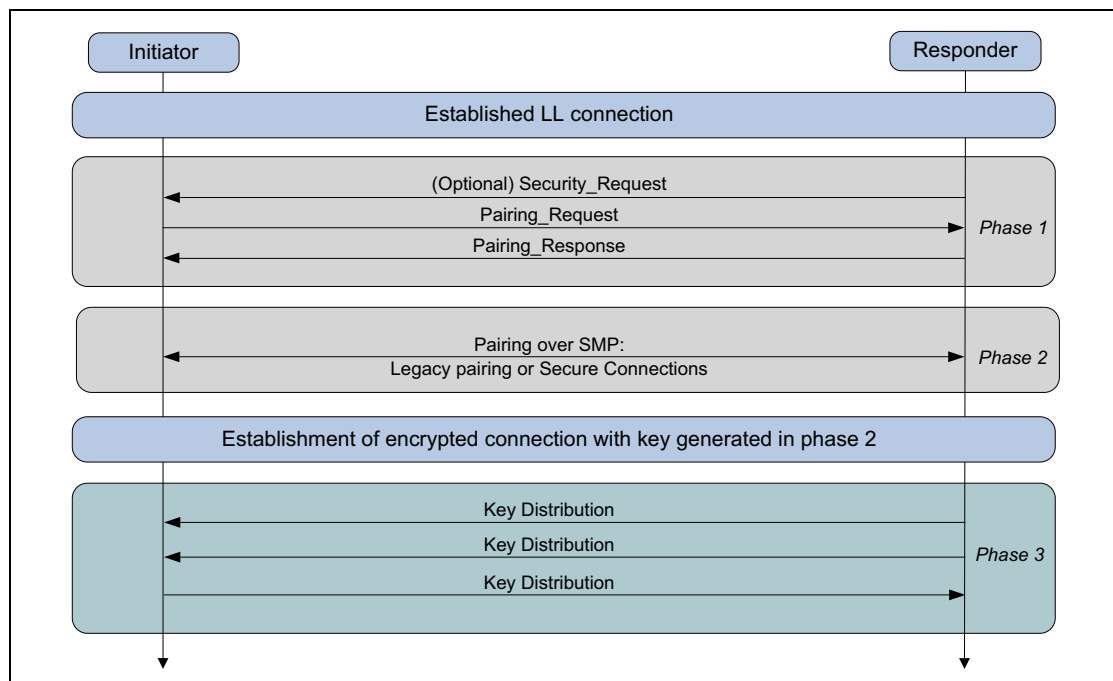 Initiator
Responder
Established LL connection
(Optional) Security_Request
Pairing_Request
Phase 1
Pairing_Response
Pairing over SMP:
Phase 2
Legacy pairing or Secure Connections
Establishment of encrypted connection with key generated in phase 2
Key Distribution
Key Distribution
Phase 3
Key Distribution